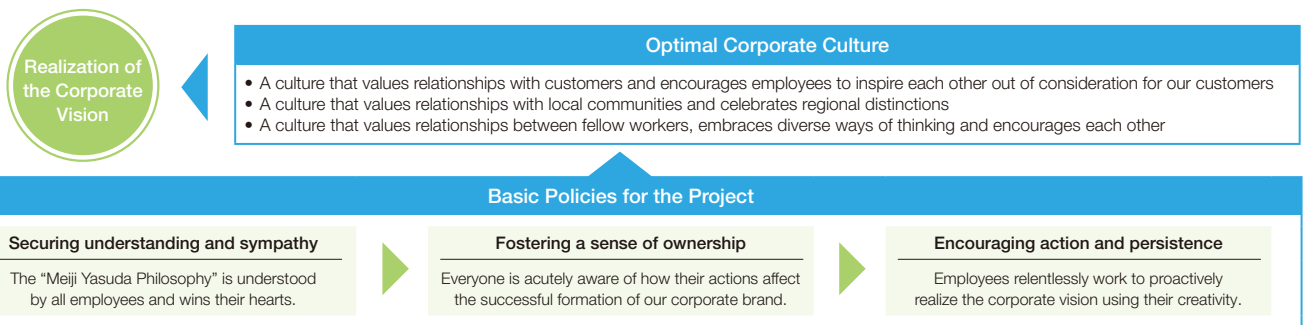 Realization of
the Corporate
Vision
Optimal Corporate Culture
• A culture that values relationships with customers and encourages employees to inspire each other out of consideration for our customers
• A culture that values relationships with local communities and celebrates regional distinctions
• A culture that values relationships between fellow workers, embraces diverse ways of thinking and encourages each other
Basic Policies for the Project
Securing understanding and sympathy
The “Meiji Yasuda Philosophy” is understood
by all employees and wins their hearts.
Fostering a sense of ownership
Everyone is acutely aware of how their actions affect
the successful formation of our corporate brand.
Encouraging action and persistence
Employees relentlessly work to proactively
realize the corporate vision using their creativity.